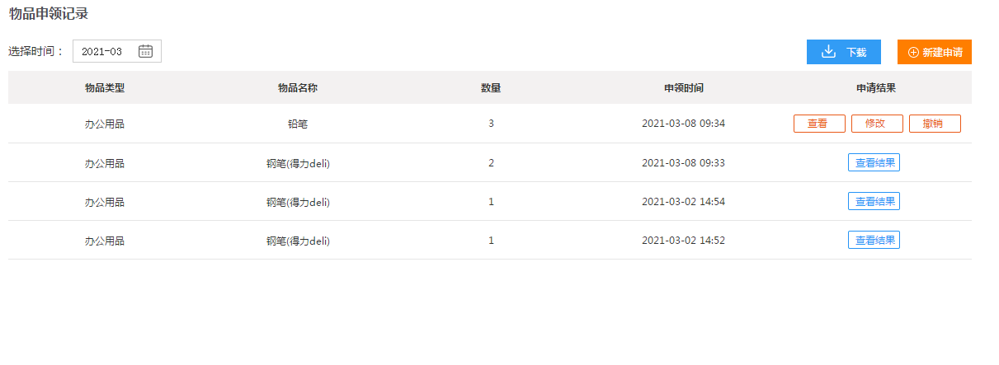 物品申领记录
选择时间： 2021-03 下载 新建申请
物品类型 物品名称 数量 申领时间 申请结果
办公用品 铅笔 3 2021-03-08 09:34 查看 修改 撤销
办公用品 钢笔(得力deli) 2 2021-03-08 09:33 查看结果
办公用品 钢笔(得力deli) 1 2021-03-02 14:54 查看结果
办公用品 钢笔(得力deli) 1 2021-03-02 14:52 查看结果